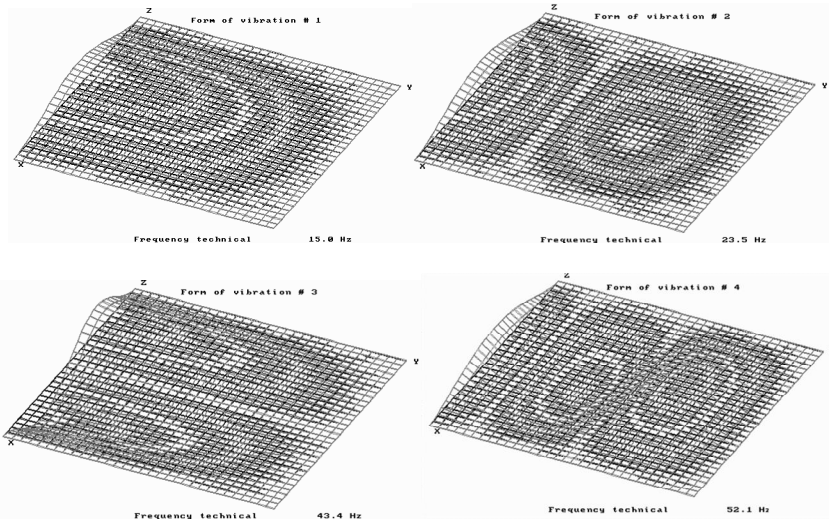 Z
Form of vibration # 1
Y
X
Frequency technical 15.0 Hz
Z
Form of vibration # 2
Y
X
Frequency technical 23.5 Hz
Z
Form of vibration # 3
Y
X
Frequency technical 43.4 Hz
Z
Form of vibration # 4
X
Frequency technical 52.1 Hz